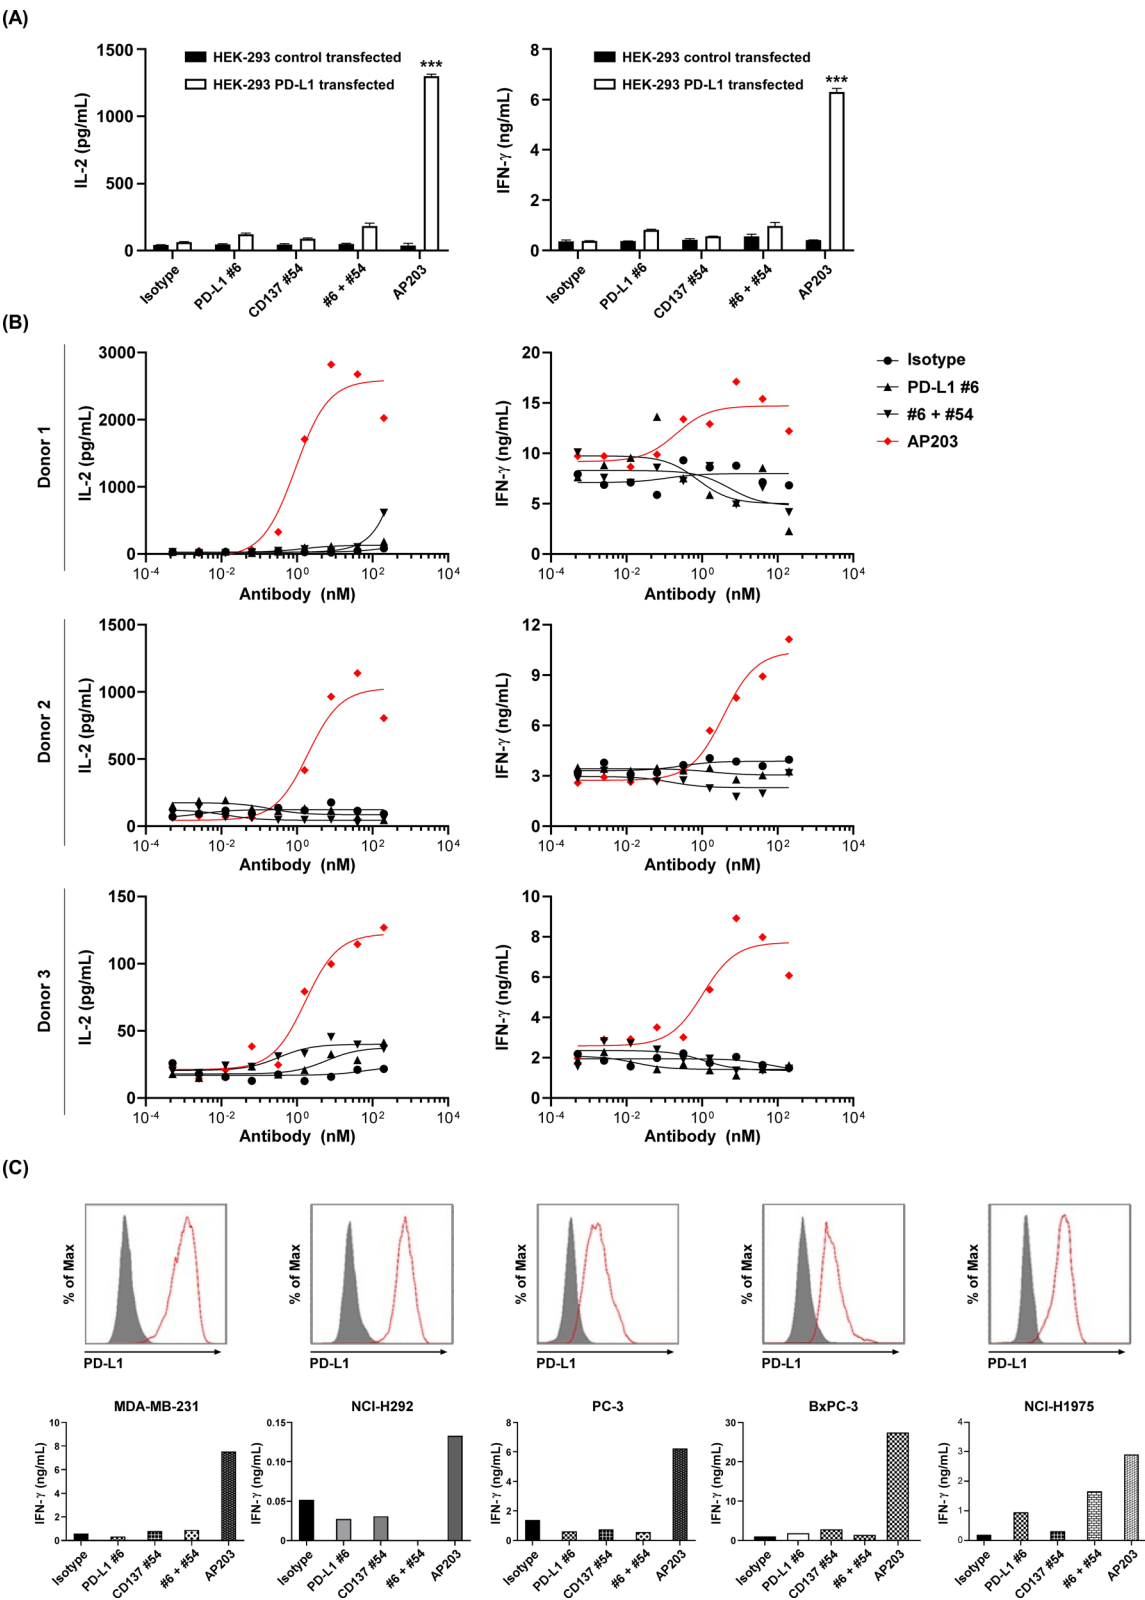 (A)
1500
1000
500
0
IL-2 (pg/mL)
HEK-293 control transfected
HEK-293 PD-L1 transfected
***
Isotype
PD-L1 #6
CD137 #54
#6 + #54
AP203
8
6
4
2
0
IFN-γ (ng/mL)
HEK-293 control transfected
HEK-293 PD-L1 transfected
***
Isotype
PD-L1 #6
CD137 #54
#6 + #54
AP203
(B)
Donor 1
3000
2000
1000
0
IL-2 (pg/mL)
10-4 10-2 100 102 104
Antibody (nM)
20
15
10
5
0
IFN-γ (ng/mL)
10-4 10-2 100 102 104
Antibody (nM)
Isotype
PD-L1 #6
#6 + #54
AP203
Donor 2
1500
1000
500
0
IL-2 (pg/mL)
10-4 10-2 100 102 104
Antibody (nM)
12
9
6
3
0
IFN-γ (ng/mL)
10-4 10-2 100 102 104
Antibody (nM)
Donor 3
150
100
50
0
IL-2 (pg/mL)
10-4 10-2 100 102 104
Antibody (nM)
10
8
6
4
2
0
IFN-γ (ng/mL)
10-4 10-2 100 102 104
Antibody (nM)
(C)
% of Max
PD-L1
% of Max
PD-L1
% of Max
PD-L1
% of Max
PD-L1
% of Max
PD-L1
MDA-MB-231
10
8
6
4
2
0
IFN-γ (ng/mL)
Isotype
PD-L1 #6
CD137 #54
#6 + #54
AP203
NCI-H292
0.15
0.10
0.05
0
IFN-γ (ng/mL)
Isotype
PD-L1 #6
CD137 #54
#6 + #54
AP203
PC-3
8
6
4
2
0
IFN-γ (ng/mL)
Isotype
PD-L1 #6
CD137 #54
#6 + #54
AP203
BxPC-3
30
20
10
0
IFN-γ (ng/mL)
Isotype
PD-L1 #6
CD137 #54
#6 + #54
AP203
NCI-H1975
4
3
2
1
0
IFN-γ (ng/mL)
Isotype
PD-L1 #6
CD137 #54
#6 + #54
AP203